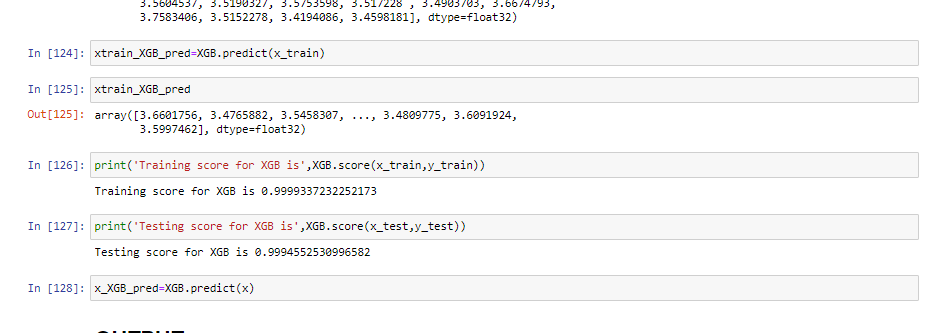 3.5604537, 3.5190327, 3.5753598, 3.517228 , 3.4903703, 3.6674793,
3.7583406, 3.5152278, 3.4194086, 3.4598181], dtype=float32)
In [124]: xtrain_XGB_pred=XGB.predict(x_train)
In [125]: xtrain_XGB_pred
Out[125]: array([3.6601756, 3.4765882, 3.5458307, ..., 3.4809775, 3.6091924,
3.5997462], dtype=float32)
In [126]: print('Training score for XGB is',XGB.score(x_train,y_train))
Training score for XGB is 0.9999337232252173
In [127]: print('Testing score for XGB is',XGB.score(x_test,y_test))
Testing score for XGB is 0.9994552530996582
In [128]: x_XGB_pred=XGB.predict(x)
OUTPUT